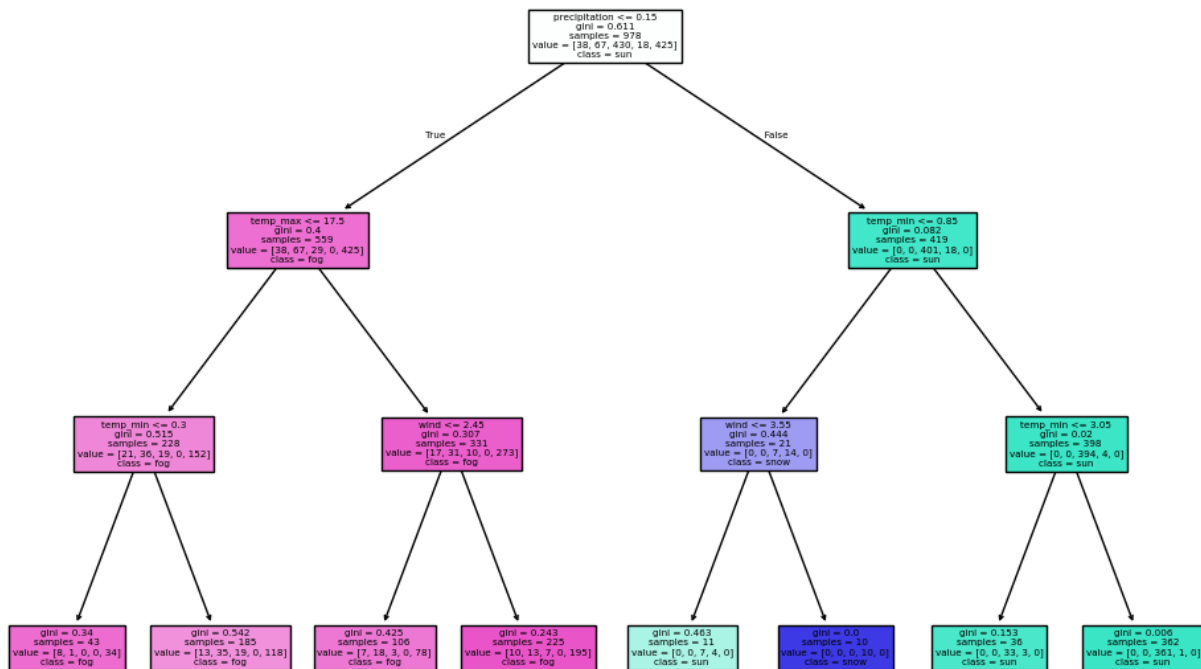 precipitation <= 0.15
gini = 0.611
samples = 978
value = [38, 67, 430, 18, 425]
class = sun
True
False
temp_max <= 17.5
gini = 0.4
samples = 559
value = [38, 67, 29, 0, 425]
class = fog
temp_min <= 0.85
gini = 0.082
samples = 419
value = [0, 0, 401, 18, 0]
class = sun
temp_min <= 0.3
gini = 0.515
samples = 228
value = [21, 36, 19, 0, 152]
class = fog
wind <= 2.45
gini = 0.307
samples = 331
value = [17, 31, 10, 0, 273]
class = fog
wind <= 3.55
gini = 0.444
samples = 21
value = [0, 0, 7, 14, 0]
class = snow
temp_min <= 3.05
gini = 0.02
samples = 398
value = [0, 0, 394, 4, 0]
class = sun
gini = 0.34
samples = 43
value = [8, 1, 0, 0, 34]
class = fog
gini = 0.542
samples = 185
value = [13, 35, 19, 0, 118]
class = fog
gini = 0.425
samples = 106
value = [7, 18, 3, 0, 78]
class = fog
gini = 0.243
samples = 225
value = [10, 13, 7, 0, 195]
class = fog
gini = 0.463
samples = 11
value = [0, 0, 7, 4, 0]
class = sun
gini = 0.0
samples = 10
value = [0, 0, 0, 10, 0]
class = snow
gini = 0.153
samples = 36
value = [0, 0, 33, 3, 0]
class = sun
gini = 0.006
samples = 362
value = [0, 0, 361, 1, 0]
class = sun